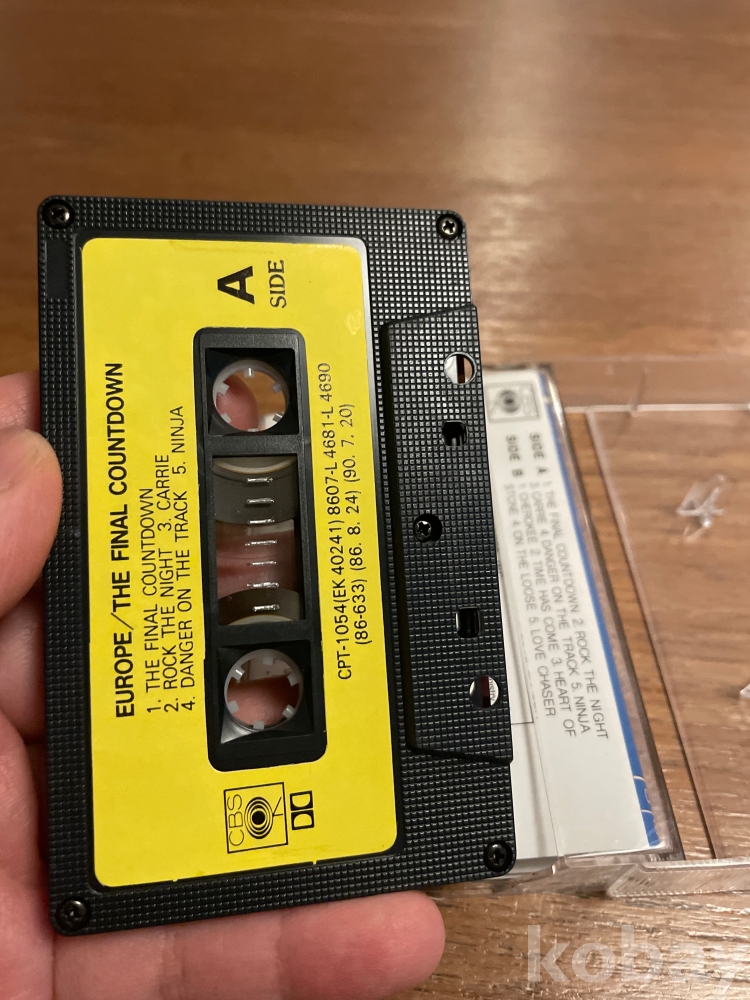 EUROPE/THE FINAL COUNTDOWN
1. THE FINAL COUNTDOWN
2. ROCK THE NIGHT 3. CARRIE
4. DANGER ON THE TRACK 5. NINJA
A
SIDE
CPT-1054(EK 40241) 8607-L 4681-L 4690
(86-633) (86. 8. 24) (90. 7. 20)
CBS
SIDE A 1. THE FINAL COUNTDOWN 2. ROCK THE NIGHT
3. CARRIE 4. DANGER ON THE TRACK 5. NINJA
SIDE B 1. CHEROKEE 2. TIME HAS COME 3. HEART OF
STONE 4. ON THE LOOSE 5. LOVE CHASER
kobay